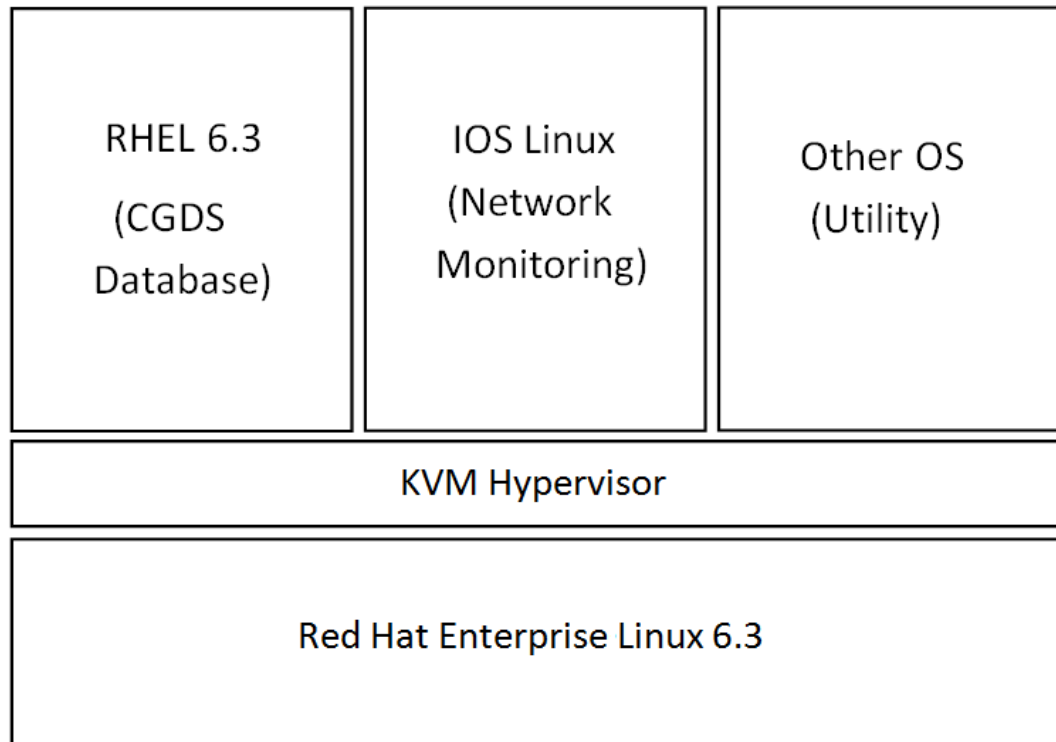 RHEL 6.3
(CGDS
Database)
IOS Linux
(Network
Monitoring)
Other OS
(Utility)
KVM Hypervisor
Red Hat Enterprise Linux 6.3